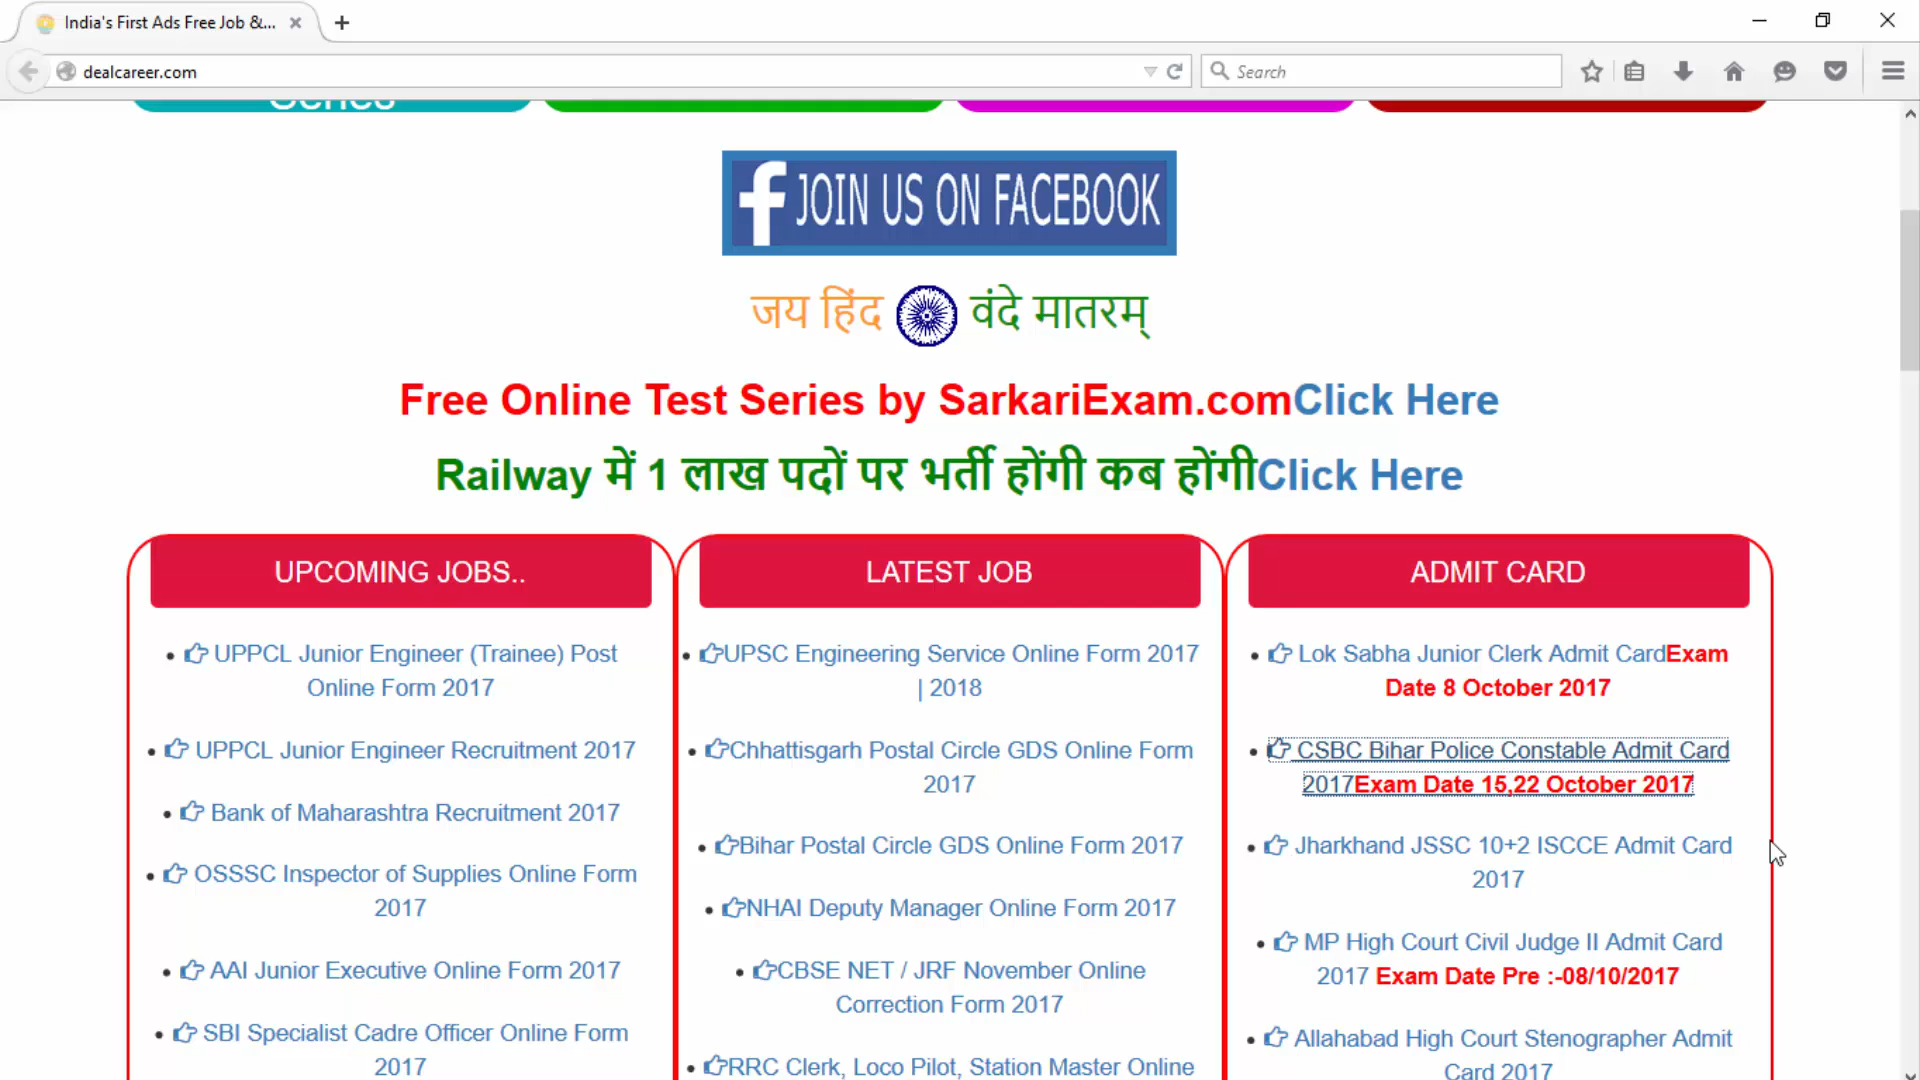 India's First Ads Free Job &...
dealcareer.com
Search
Series
JOIN US ON FACEBOOK
जय हिंद वंदे मातरम्
Free Online Test Series by SarkariExam.comClick Here
Railway में 1 लाख पदों पर भर्ती होंगी कब होंगीClick Here
UPCOMING JOBS..
UPPCL Junior Engineer (Trainee) Post
Online Form 2017
UPPCL Junior Engineer Recruitment 2017
Bank of Maharashtra Recruitment 2017
OSSSC Inspector of Supplies Online Form
2017
AAI Junior Executive Online Form 2017
SBI Specialist Cadre Officer Online Form
2017
LATEST JOB
UPSC Engineering Service Online Form 2017
| 2018
Chhattisgarh Postal Circle GDS Online Form
2017
Bihar Postal Circle GDS Online Form 2017
NHAI Deputy Manager Online Form 2017
CBSE NET / JRF November Online
Correction Form 2017
RRC Clerk, Loco Pilot, Station Master Online
ADMIT CARD
Lok Sabha Junior Clerk Admit CardExam
Date 8 October 2017
CSBC Bihar Police Constable Admit Card
2017Exam Date 15,22 October 2017
Jharkhand JSSC 10+2 ISCCE Admit Card
2017
MP High Court Civil Judge II Admit Card
2017 Exam Date Pre :-08/10/2017
Allahabad High Court Stenographer Admit
Card 2017